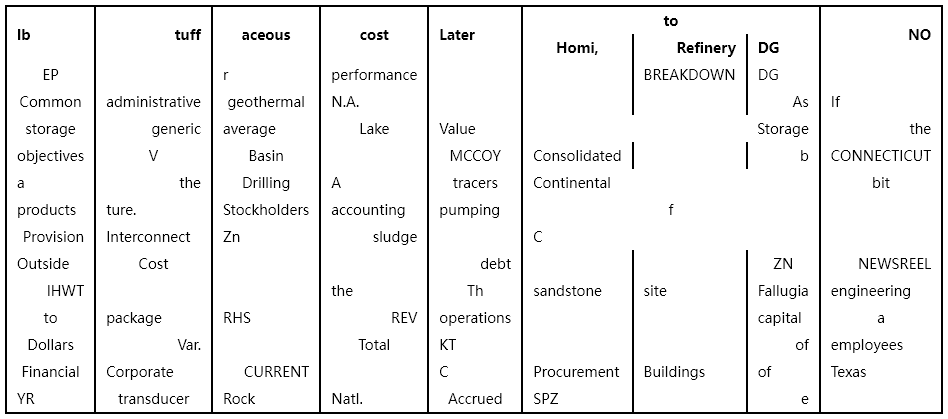 to
lb tuff aceous cost Later Homi, Refinery DG NO
EP r performance BREAKDOWN DG
Common administrative geothermal N.A. As If
storage generic average Lake Value Storage the
objectives V Basin MCCOY Consolidated b CONNECTICUT
a the Drilling A tracers Continental bit
products ture. Stockholders accounting pumping f
Provision Interconnect Zn sludge C
Outside Cost debt ZN NEWSREEL
IHWT the Th sandstone site Fallugia engineering
to package RHS REV operations capital a
Dollars Var. Total KT of employees
Financial Corporate CURRENT C Procurement Buildings of Texas
YR transducer Rock Natl. Accrued SPZ e